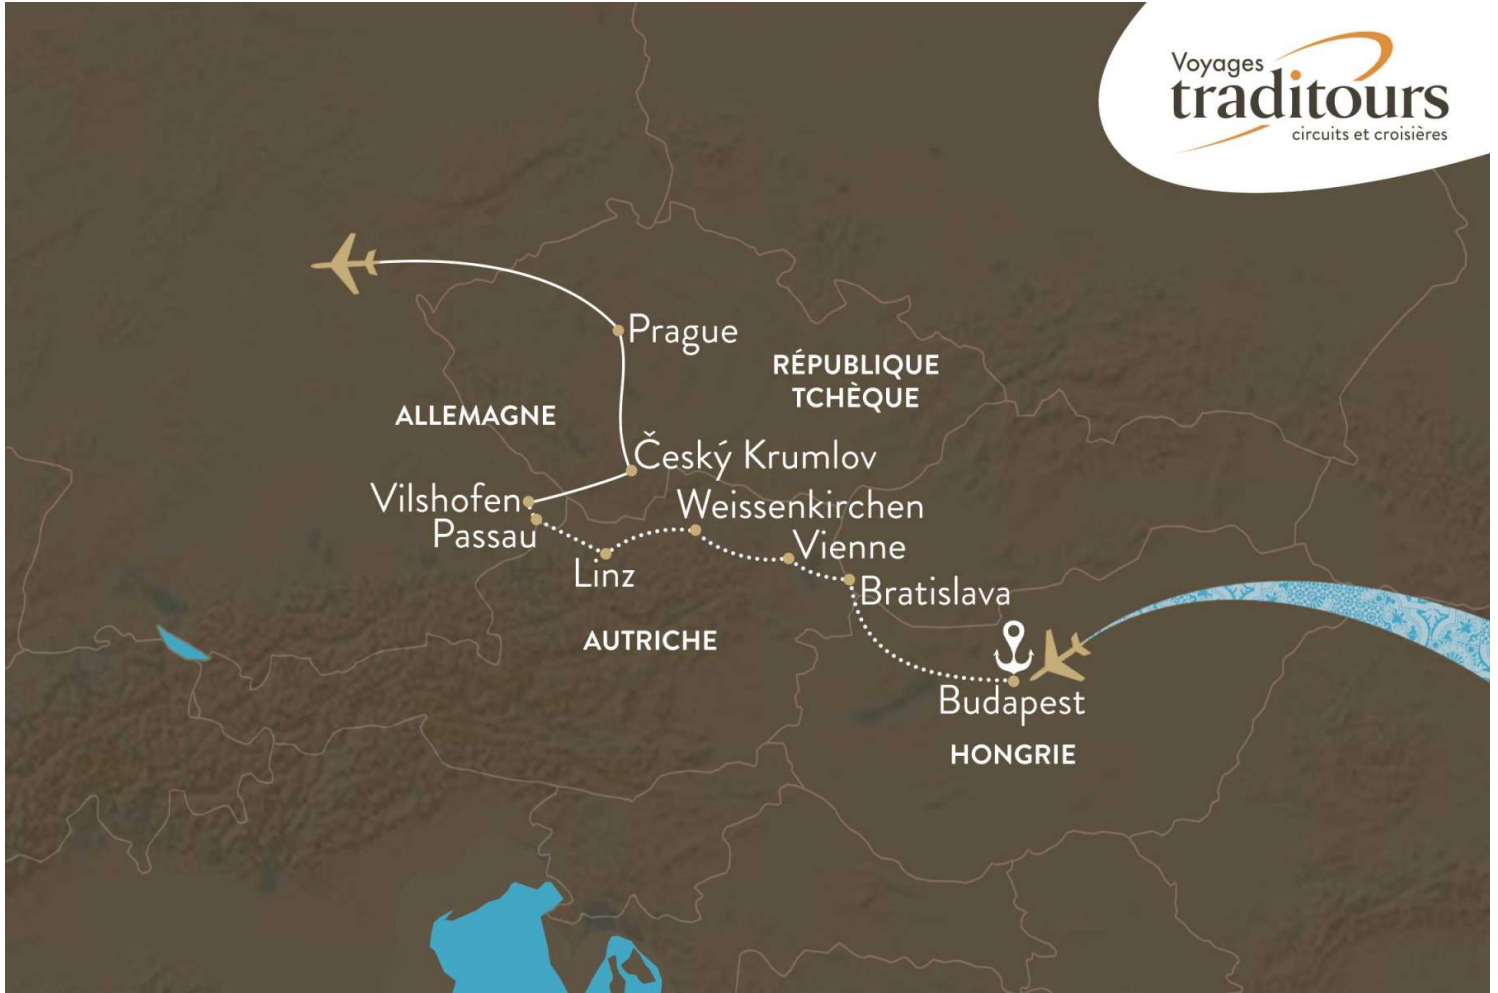 Voyages
traditours
circuits et croisières
Prague
RÉPUBLIQUE
TCHÈQUE
ALLEMAGNE
Český Krumlov
Vilshofen
Weissenkirchen
Passau
Vienne
Linz
Bratislava
AUTRICHE
Budapest
HONGRIE